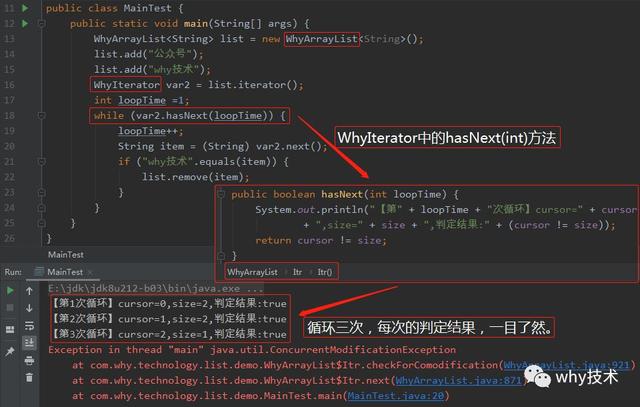 11 public class MainTest {
12 public static void main(String[] args) {
13 WhyArrayList<String> list = new WhyArrayList<String>();
14 list.add("公众号");
15 list.add("why技术");
16 WhyIterator var2 = list.iterator();
17 int loopTime =1;
18 while (var2.hasNext(loopTime)) {
19 loopTime++;
20 String item = (String) var2.next();
21 if ("why技术".equals(item)) {
22 list.remove(item);
23 }
24 }
25 }
26 }
MainTest
WhyIterator中的hasNext(int)方法
public boolean hasNext(int loopTime) {
System.out.println("【第" + loopTime + "次循环】cursor=" + cursor
+ ",size=" + size + ",判定结果:" + (cursor != size));
return cursor != size;
}
WhyArrayList › Itr › Itr()
Run: MainTest ×
E:\jdk\jdk8u212-b03\bin\java.exe ...
【第1次循环】cursor=0,size=2,判定结果:true
【第2次循环】cursor=1,size=2,判定结果:true
【第3次循环】cursor=2,size=1,判定结果:true
循环三次，每次的判定结果，一目了然。
Exception in thread "main" java.util.ConcurrentModificationException
at com.why.technology.list.demo.WhyArrayList$Itr.checkForComodification(WhyArrayList.java:921)
at com.why.technology.list.demo.WhyArrayList$Itr.next(WhyArrayList.java:871)
at com.why.technology.list.demo.MainTest.main(MainTest.java:20)
why技术